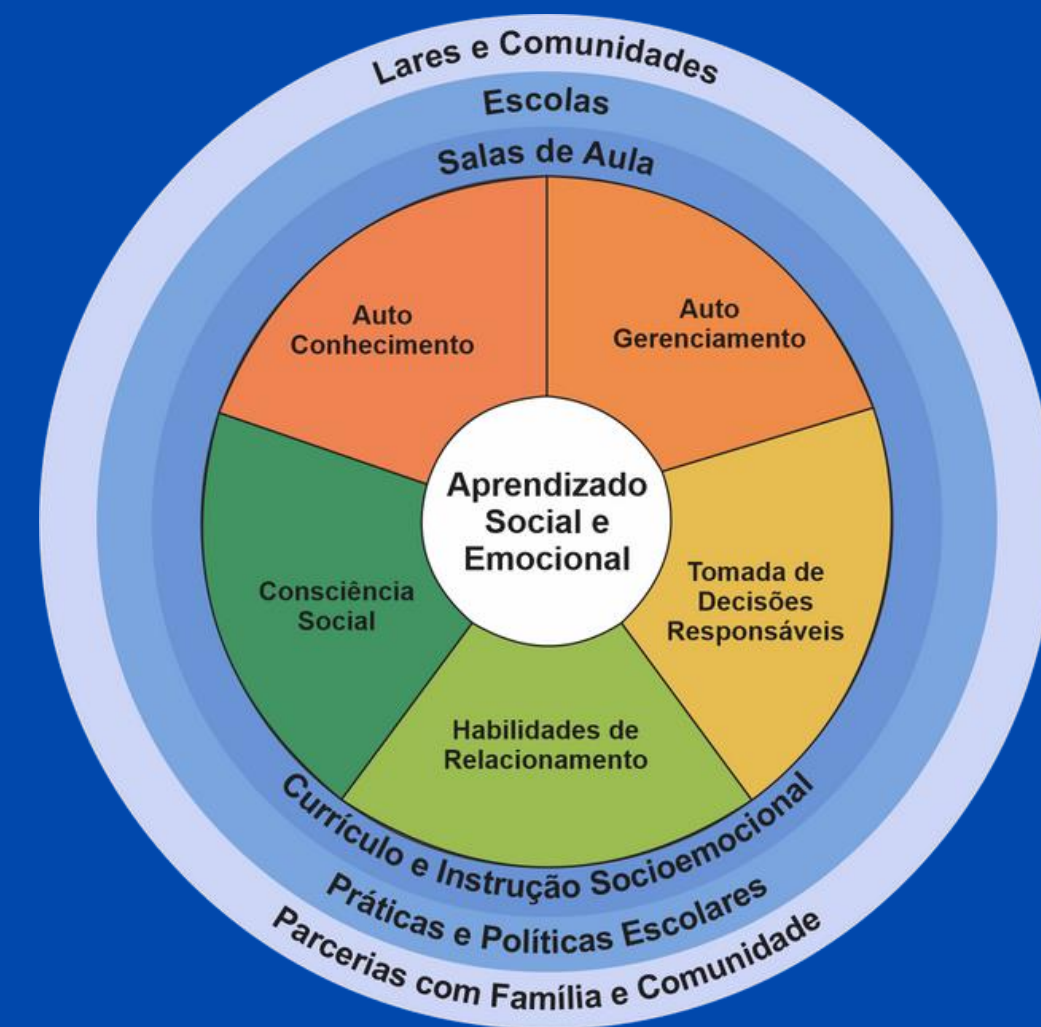 Lares e Comunidades
Escolas
Salas de Aula
Auto
Conhecimento
Auto
Gerenciamento
Aprendizado
Social e
Emocional
Consciência
Social
Tomada de
Decisões
Responsáveis
Habilidades de
Relacionamento
Currículo e Instrução Socioemocional
Práticas e Políticas Escolares
Parcerias com Família e Comunidade